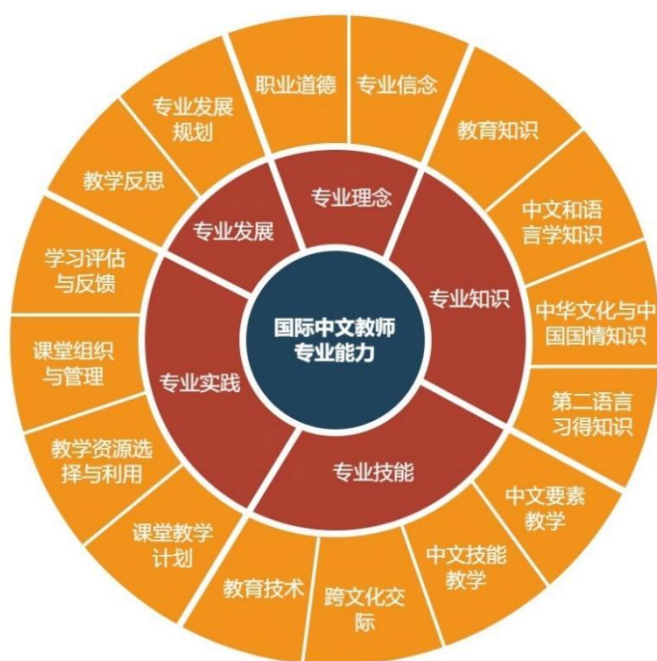 国际中文教师
专业能力
专业理念
专业知识
专业技能
专业实践
专业发展
职业道德
专业信念
教育知识
中文和语
言学知识
中华文化与中
国国情知识
第二语言
习得知识
中文要素
教学
中文技能
教学
跨文化交
际
教育技术
课堂教学
计划
教学资源选
择与利用
课堂组织
与管理
学习评估
与反馈
教学反思
专业发展
规划